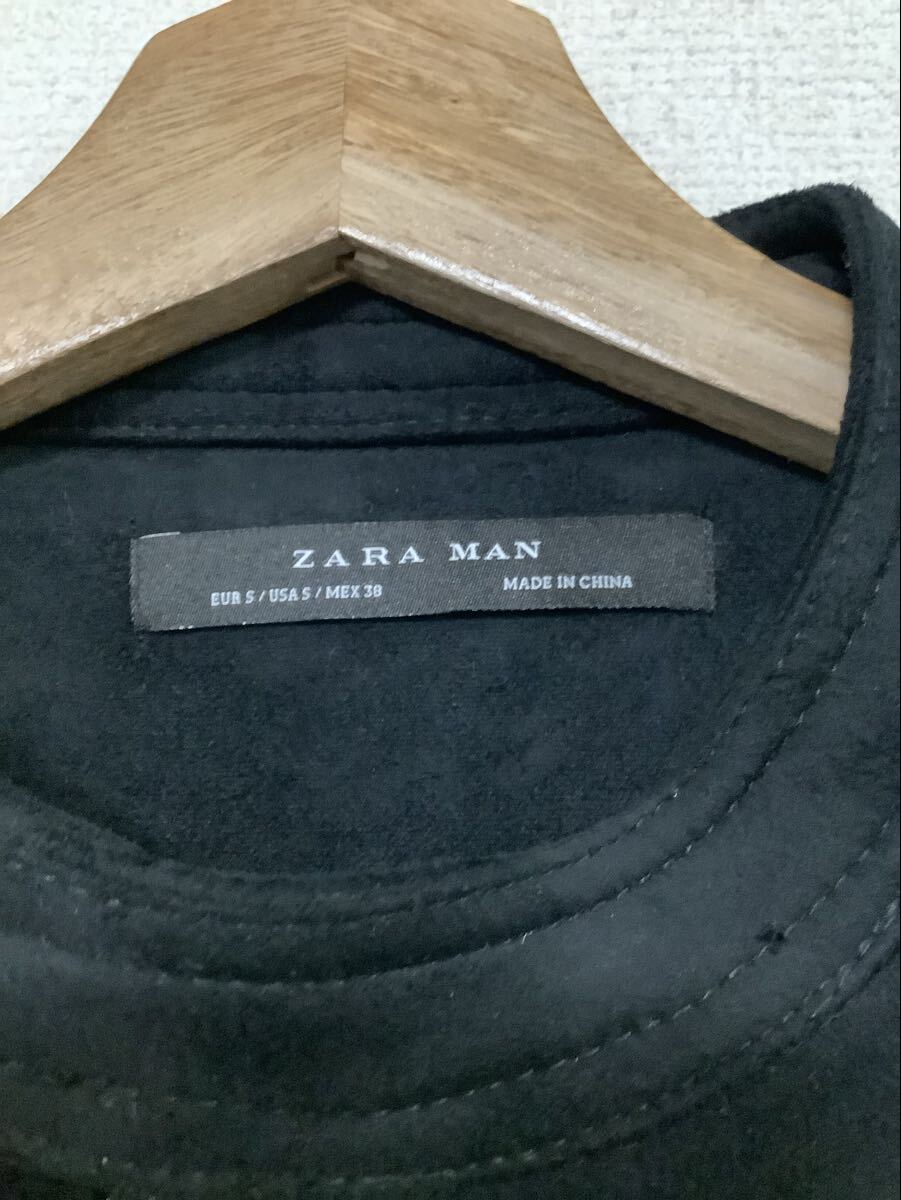 ZARA MAN
EUR S / USA S / MEX 38
MADE IN CHINA